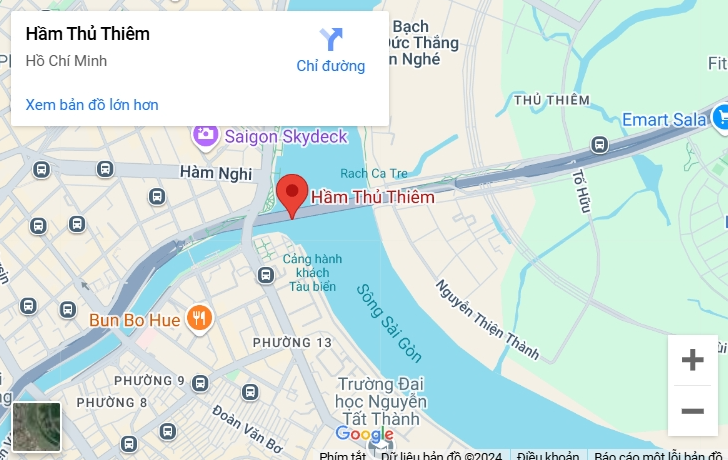 Hầm Thủ Thiêm
Hồ Chí Minh
Chỉ đường
Xem bản đồ lớn hơn
Bạch
Đức Thắng
THỦ THIÊM
Emart Sala
Saigon Skydeck
Hàm Nghi
Rach Ca Tre
Tố Hữu
Hầm Thủ Thiêm
Cảng hành
khách
Tàu biển
Sông Sài Gòn
Nguyễn Thiện Thành
Bun Bo Hue
PHƯỜNG 13
PHƯỜNG 9
PHƯỜNG 8
Đoàn Văn Bơ
Trường Đại
học Nguyễn
Tất Thành
Google
Phím tắt
Dữ liệu bản đồ ©2024
Điều khoản
Báo cáo một lỗi bản đồ